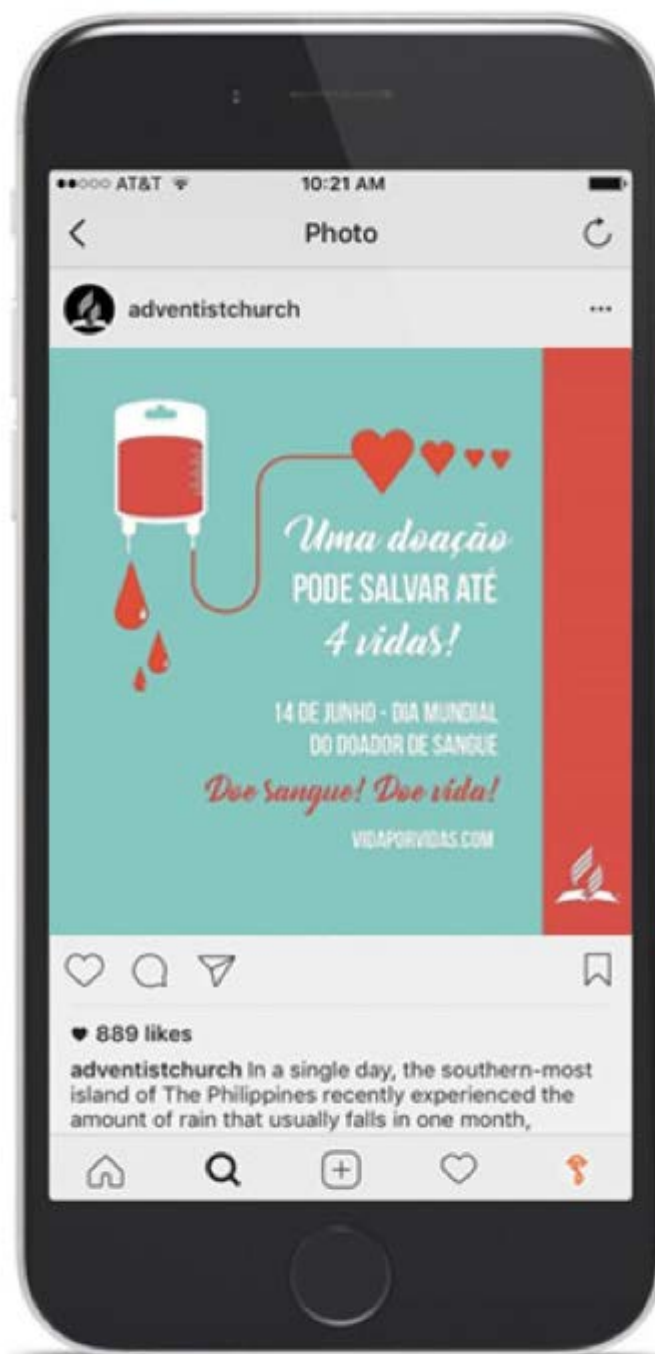 AT&T 10:21 AM
Photo
adventistchurch
Uma doação
PODE SALVAR ATÉ
4 vidas!
14 DE JUNHO - DIA MUNDIAL
DO DOADOR DE SANGUE
Doe sangue! Doe vida!
VIDAPORVIDAS.COM
889 likes
adventistchurch In a single day, the southern-most
island of The Philippines recently experienced the
amount of rain that usually falls in one month,